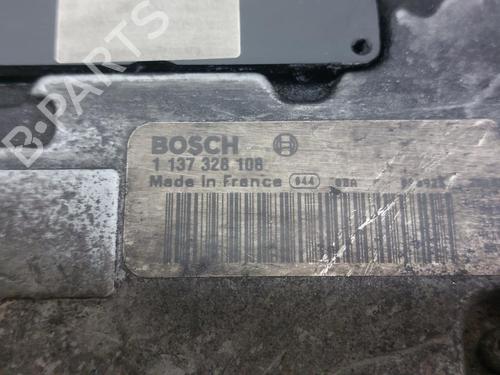 B-PARTS
BOSCH
1 137 328 108
Made in France 944